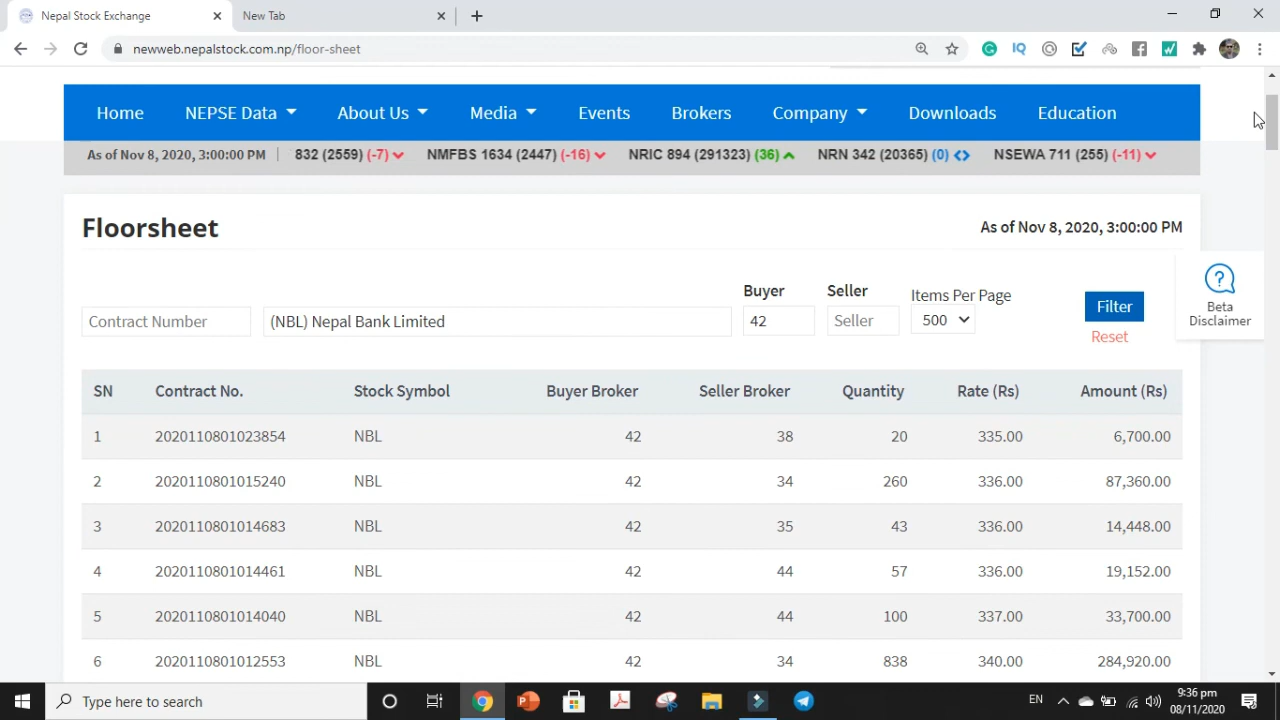 Nepal Stock Exchange
New Tab
newweb.nepalstock.com.np/floor-sheet
Home NEPSE Data About Us Media Events Brokers Company Downloads Education
As of Nov 8, 2020, 3:00:00 PM 832 (2559) (-7) NMFBS 1634 (2447) (-16) NRIC 894 (291323) (36) NRN 342 (20365) (0) NSEWA 711 (255) (-11)
Floorsheet
As of Nov 8, 2020, 3:00:00 PM
Buyer Seller Items Per Page
Contract Number (NBL) Nepal Bank Limited 42 Seller 500 Filter
Reset
Beta
Disclaimer
SN Contract No. Stock Symbol Buyer Broker Seller Broker Quantity Rate (Rs) Amount (Rs)
1 2020110801023854 NBL 42 38 20 335.00 6,700.00
2 2020110801015240 NBL 42 34 260 336.00 87,360.00
3 2020110801014683 NBL 42 35 43 336.00 14,448.00
4 2020110801014461 NBL 42 44 57 336.00 19,152.00
5 2020110801014040 NBL 42 44 100 337.00 33,700.00
6 2020110801012553 NBL 42 34 838 340.00 284,920.00
Type here to search
EN
9:36 pm
08/11/2020